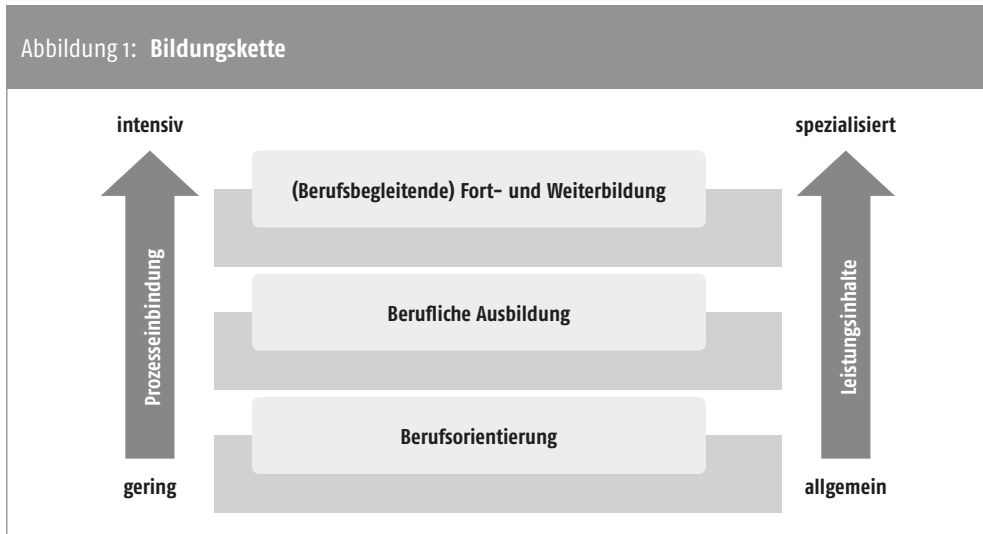 Abbildung 1: Bildungskette
intensiv
spezialisiert
(Berufsbegleitende) Fort- und Weiterbildung
Prozesseinbindung
Berufliche Ausbildung
Leistungsinhalte
Berufsorientierung
gering
allgemein